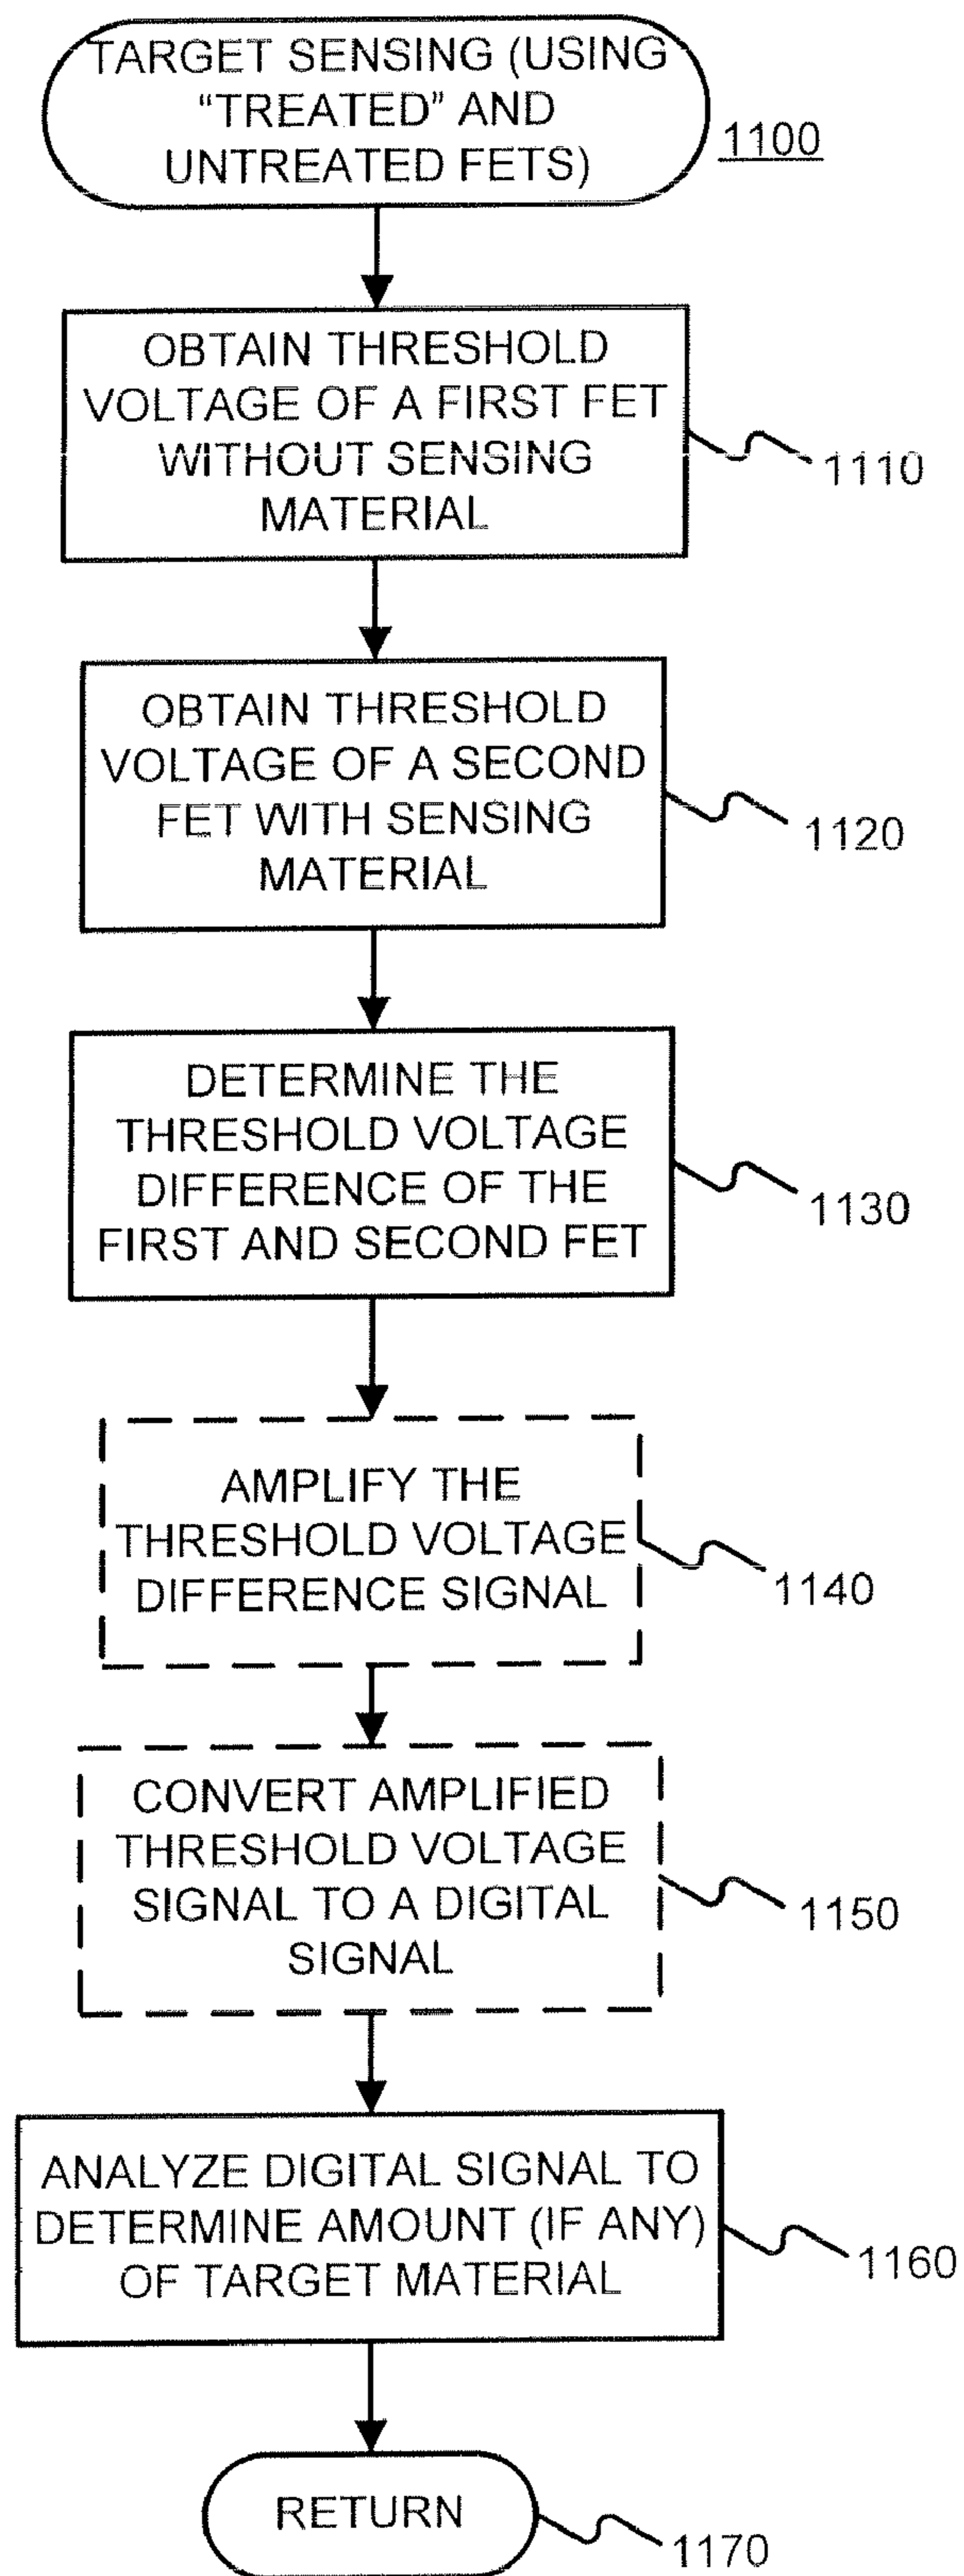 TARGET SENSING (USING
“TREATED” AND
UNTREATED FETS)
1100
OBTAIN THRESHOLD
VOLTAGE OF A FIRST FET
WITHOUT SENSING
MATERIAL
1110
OBTAIN THRESHOLD
VOLTAGE OF A SECOND
FET WITH SENSING
MATERIAL
1120
DETERMINE THE
THRESHOLD VOLTAGE
DIFFERENCE OF THE
FIRST AND SECOND FET
1130
AMPLIFY THE
THRESHOLD VOLTAGE
DIFFERENCE SIGNAL
1140
CONVERT AMPLIFIED
THRESHOLD VOLTAGE
SIGNAL TO A DIGITAL
SIGNAL
1150
ANALYZE DIGITAL SIGNAL TO
DETERMINE AMOUNT (IF ANY)
OF TARGET MATERIAL
1160
RETURN
1170